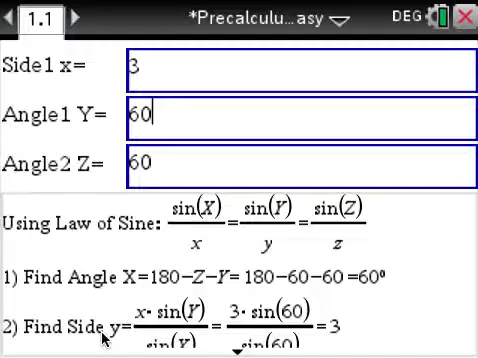 1.1 *Precalculu...asy DEG
Side1 x= 3
Angle1 Y= 60
Angle2 Z= 60
Using Law of Sine: sin(X)/x = sin(Y)/y = sin(Z)/z
1) Find Angle X=180−Z−Y= 180−60−60 =60º
2) Find Side y= x· sin(Y)/sin(X) = 3· sin(60)/sin(60) = 3